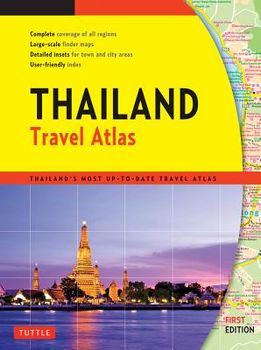 Complete coverage of all regions
Large-scale finder maps
Detailed insets for town and city areas
User-friendly index
THAILAND
Travel Atlas
THAILAND'S MOST UP-TO-DATE TRAVEL ATLAS
FIRST
EDITION
TUTTLE